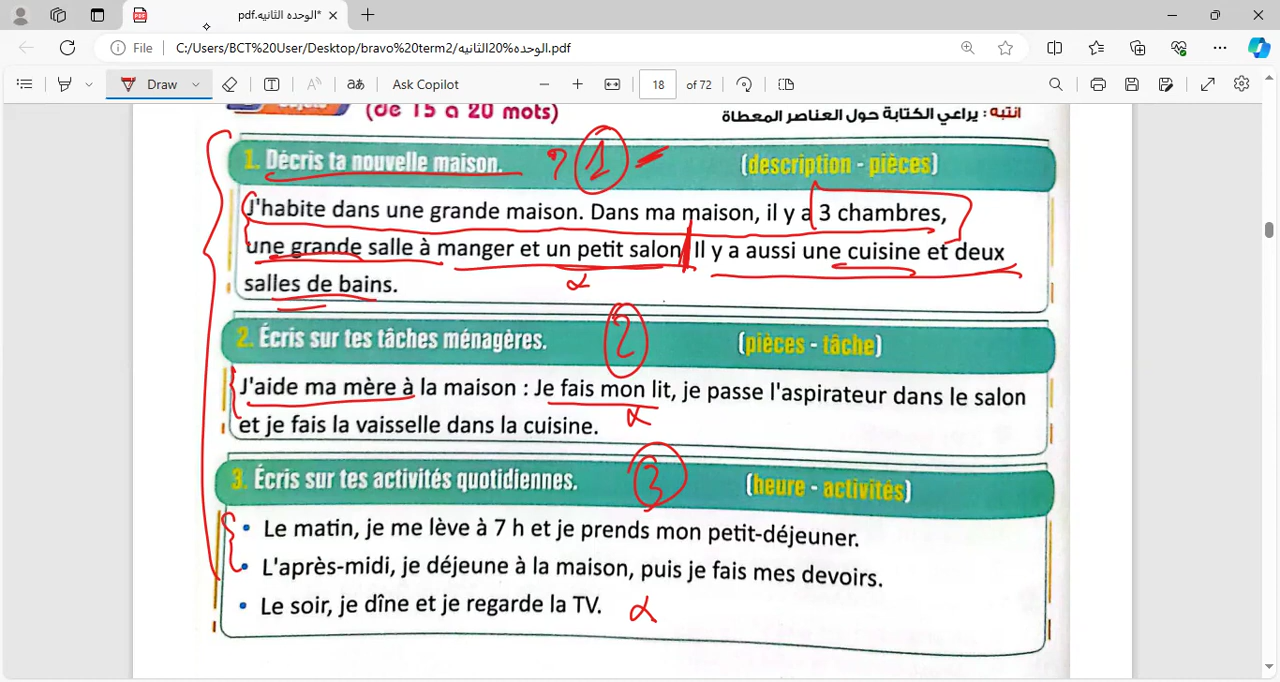 الوحده الثانيه.pdf*
File C:/Users/BCT%20User/Desktop/bravo%20term2/الوحده%20الثانيه.pdf
Draw Ask Copilot 18 of 72
(de 15 à 20 mots) انتبه : يراعي الكتابة حول العناصر المعطاة
1. Décris ta nouvelle maison. ? 1 (description - pièces)
J'habite dans une grande maison. Dans ma maison, il y a 3 chambres,
une grande salle à manger et un petit salon. Il y a aussi une cuisine et deux
salles de bains.
2. Écris sur tes tâches ménagères. 2 (pièces - tâche)
J'aide ma mère à la maison : Je fais mon lit, je passe l'aspirateur dans le salon
et je fais la vaisselle dans la cuisine.
3. Écris sur tes activités quotidiennes. 3 (heure - activités)
• Le matin, je me lève à 7 h et je prends mon petit-déjeuner.
• L'après-midi, je déjeune à la maison, puis je fais mes devoirs.
• Le soir, je dîne et je regarde la TV.